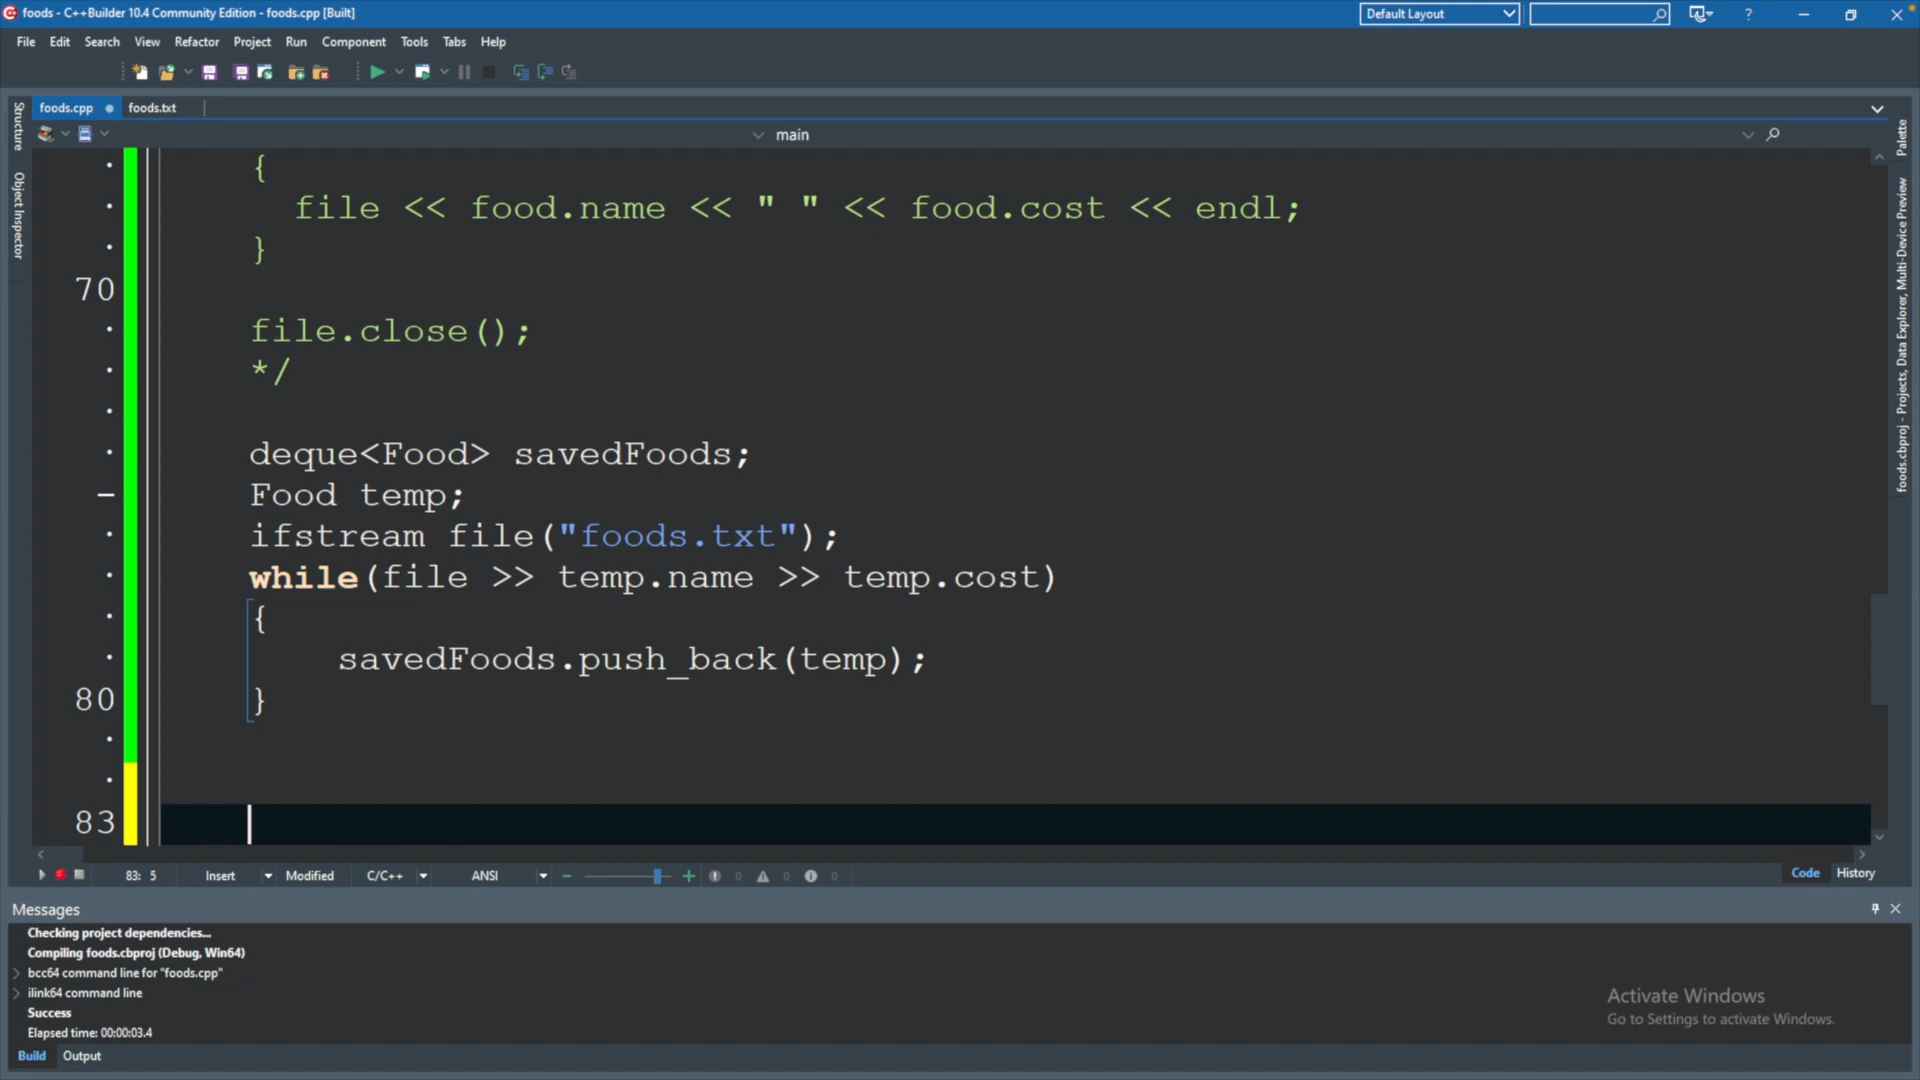 foods - C++Builder 10.4 Community Edition - foods.cpp [Built]
Default Layout
?
File Edit Search View Refactor Project Run Component Tools Tabs Help
foods.cpp foods.txt
main
Structure
Object Inspector
Palette
foods.cbproj - Projects, Data Explorer, Multi-Device Preview
{
file << food.name << " " << food.cost << endl;
}
70
file.close();
*/
deque<Food> savedFoods;
Food temp;
ifstream file("foods.txt");
while(file >> temp.name >> temp.cost)
{
savedFoods.push_back(temp);
80 }
83
83: 5 Insert Modified C/C++ ANSI 0 0 0
Code History
Messages
Checking project dependencies...
Compiling foods.cbproj (Debug, Win64)
bcc64 command line for "foods.cpp"
ilink64 command line
Success
Elapsed time: 00:00:03.4
Build Output
Activate Windows
Go to Settings to activate Windows.